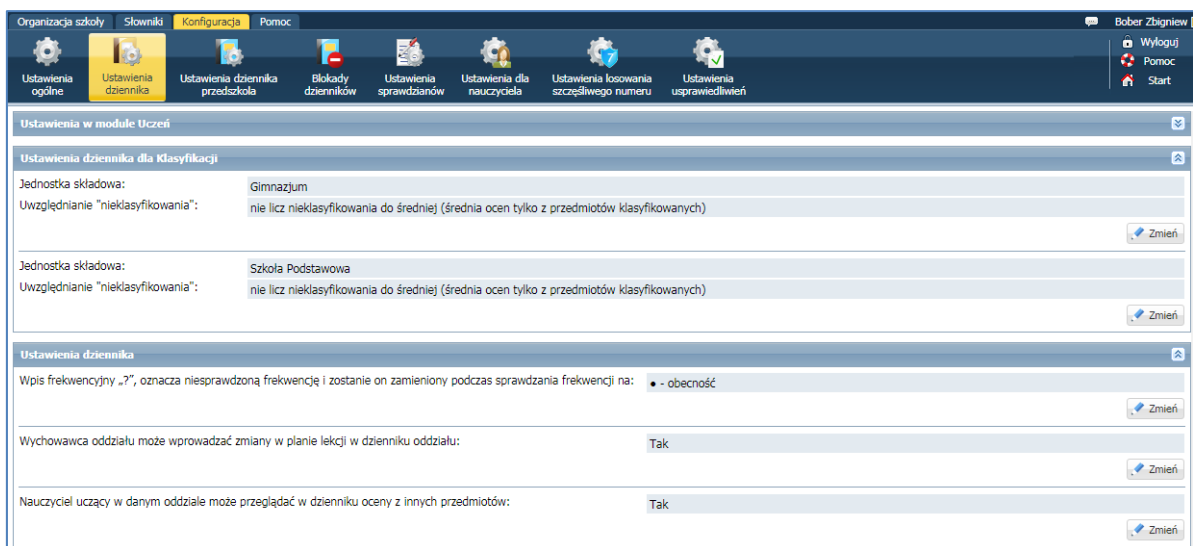 Organizacja szkoły Słowniki Konfiguracja Pomoc Bober Zbigniew
Ustawienia ogólne
Ustawienia dziennika
Ustawienia dziennika przedszkola
Blokady dzienników
Ustawienia sprawdzianów
Ustawienia dla nauczyciela
7
Ustawienia losowania szczęśliwego numeru
Ustawienia usprawiedliwień
Wyloguj
Pomoc
Start
Ustawienia w module Uczeń
Ustawienia dziennika dla Klasyfikacji
Jednostka składowa: Gimnazjum
Uwzględnianie "nieklasyfikowania": nie licz nieklasyfikowania do średniej (średnia ocen tylko z przedmiotów klasyfikowanych)
Zmień
Jednostka składowa: Szkoła Podstawowa
Uwzględnianie "nieklasyfikowania": nie licz nieklasyfikowania do średniej (średnia ocen tylko z przedmiotów klasyfikowanych)
Zmień
Ustawienia dziennika
Wpis frekwencyjny „?”, oznacza niesprawdzoną frekwencję i zostanie on zamieniony podczas sprawdzania frekwencji na: ● - obecność
Zmień
Wychowawca oddziału może wprowadzać zmiany w planie lekcji w dzienniku oddziału: Tak
Zmień
Nauczyciel uczący w danym oddziale może przeglądać w dzienniku oceny z innych przedmiotów: Tak
Zmień